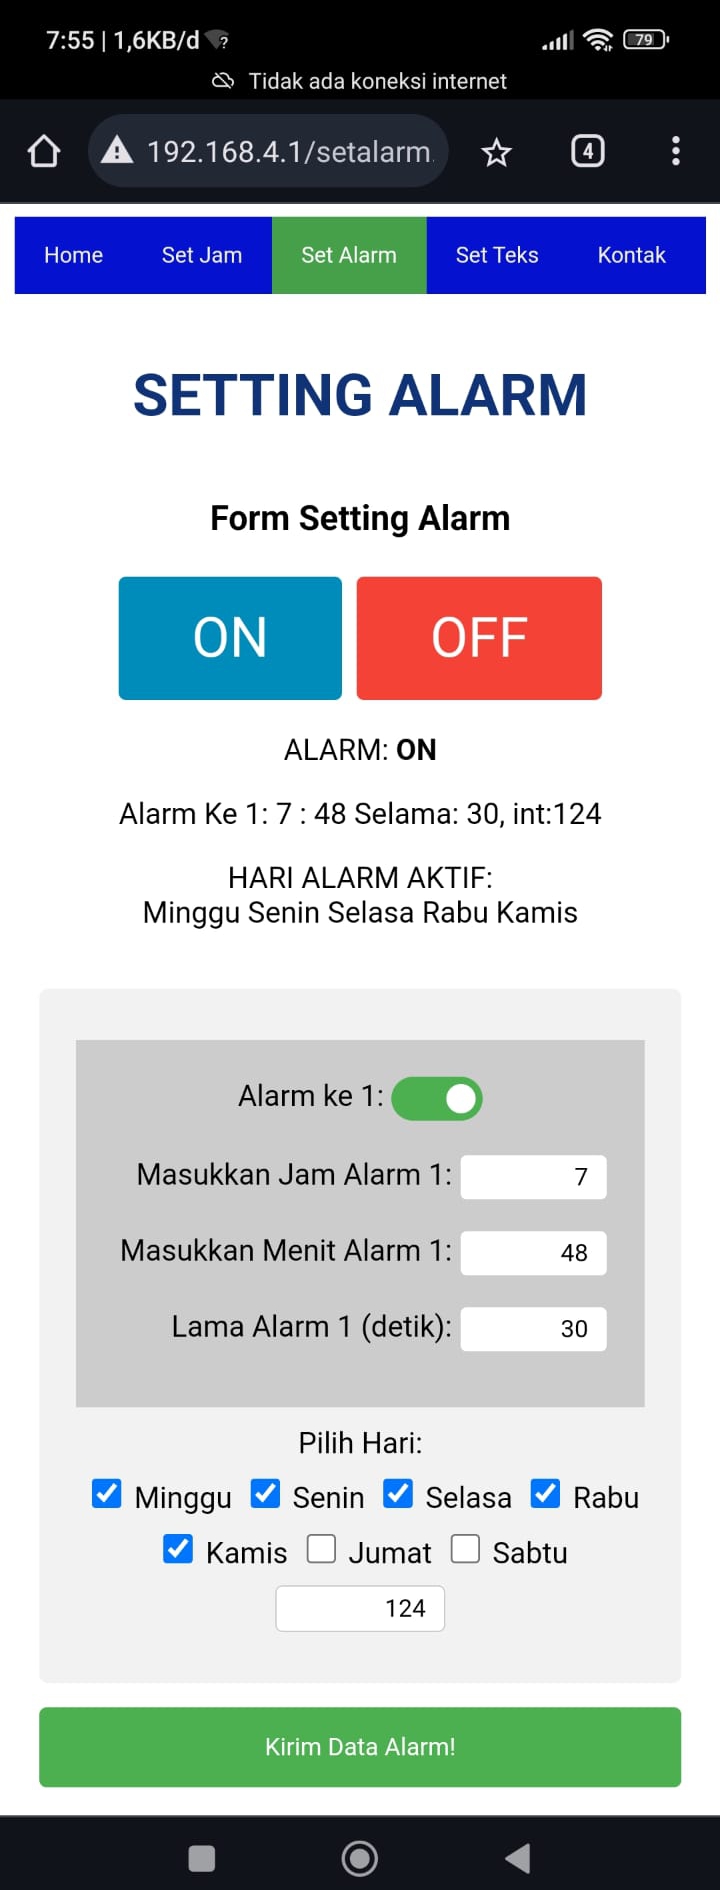 7:55 | 1,6KB/d
79
Tidak ada koneksi internet
192.168.4.1/setalarm.
4
Home Set Jam Set Alarm Set Teks Kontak
SETTING ALARM
Form Setting Alarm
ON OFF
ALARM: ON
Alarm Ke 1: 7 : 48 Selama: 30, int:124
HARI ALARM AKTIF:
Minggu Senin Selasa Rabu Kamis
Alarm ke 1:
Masukkan Jam Alarm 1: 7
Masukkan Menit Alarm 1: 48
Lama Alarm 1 (detik): 30
Pilih Hari:
Minggu Senin Selasa Rabu
Kamis Jumat Sabtu
124
Kirim Data Alarm!